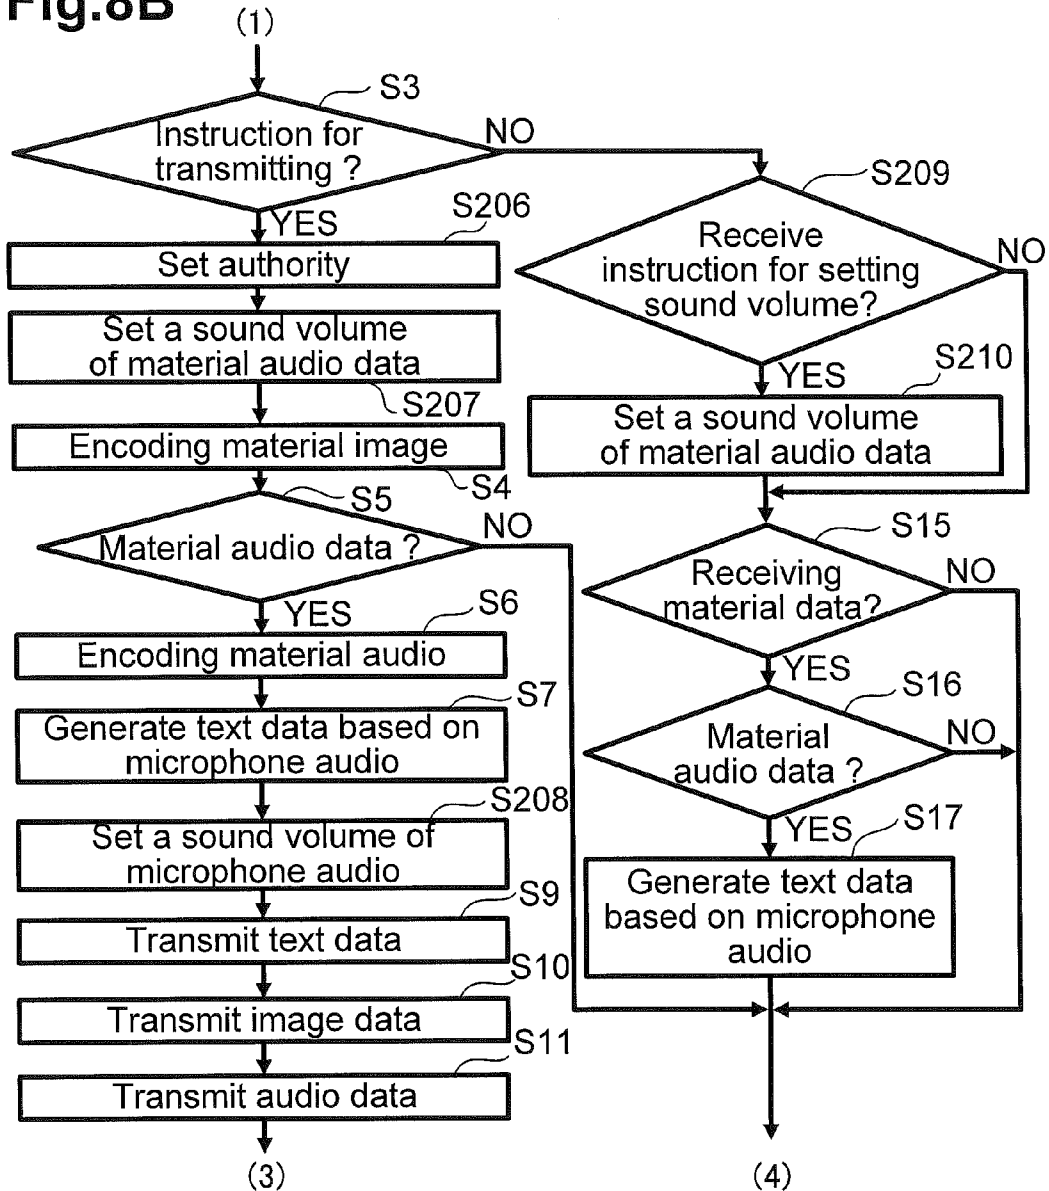 Fig.8B
(1)
S3
Instruction for
transmitting ?
NO
YES
S206
Set authority
Set a sound volume
of material audio data
S207
Encoding material image
S4
S5
Material audio data ?
NO
YES
S6
Encoding material audio
S7
Generate text data based on
microphone audio
S208
Set a sound volume of
microphone audio
S9
Transmit text data
S10
Transmit image data
S11
Transmit audio data
(3)
S209
Receive
instruction for setting
sound volume?
NO
YES
S210
Set a sound volume
of material audio data
S15
Receiving
material data?
NO
YES
S16
Material
audio data ?
NO
YES
S17
Generate text data
based on microphone
audio
(4)